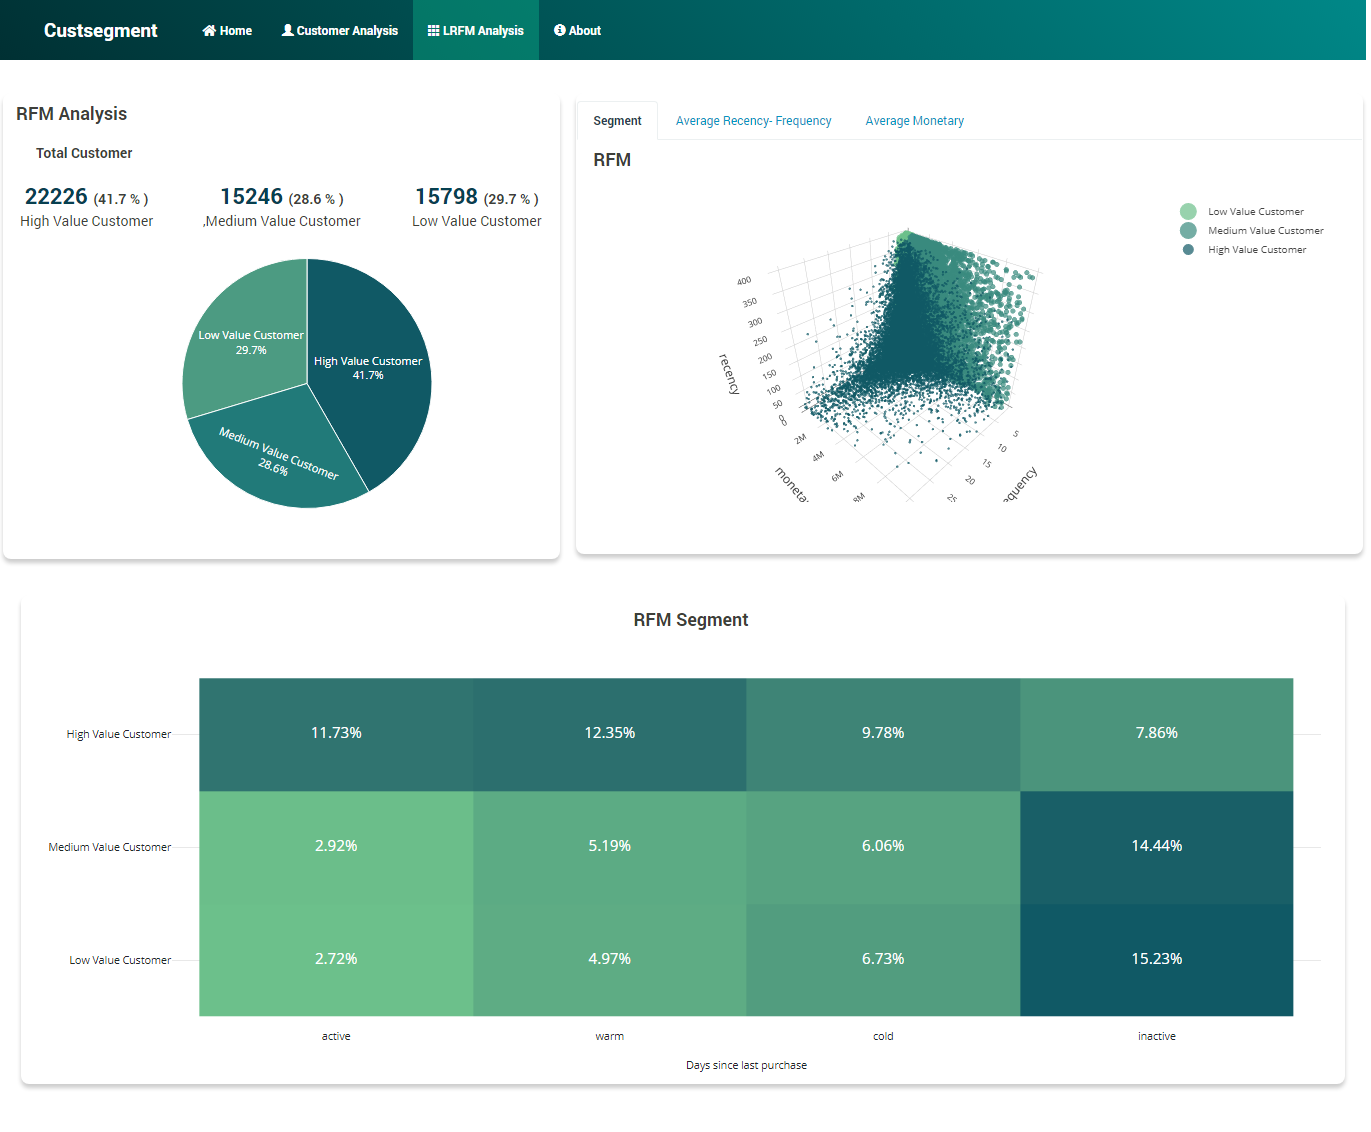 Custsegment
Home
Customer Analysis
LRFM Analysis
About
RFM Analysis
Total Customer
22226 (41.7 % )
High Value Customer
15246 (28.6 % )
,Medium Value Customer
15798 (29.7 % )
Low Value Customer
Low Value Customer
29.7%
High Value Customer
41.7%
Medium Value Customer
28.6%
Segment
Average Recency- Frequency
Average Monetary
RFM
Low Value Customer
Medium Value Customer
High Value Customer
400
350
300
250
200
150
100
50
0
recency
0
2M
4M
6M
8M
moneta
5
10
15
20
25
equency
RFM Segment
High Value Customer
11.73%
12.35%
9.78%
7.86%
Medium Value Customer
2.92%
5.19%
6.06%
14.44%
Low Value Customer
2.72%
4.97%
6.73%
15.23%
active
warm
cold
inactive
Days since last purchase